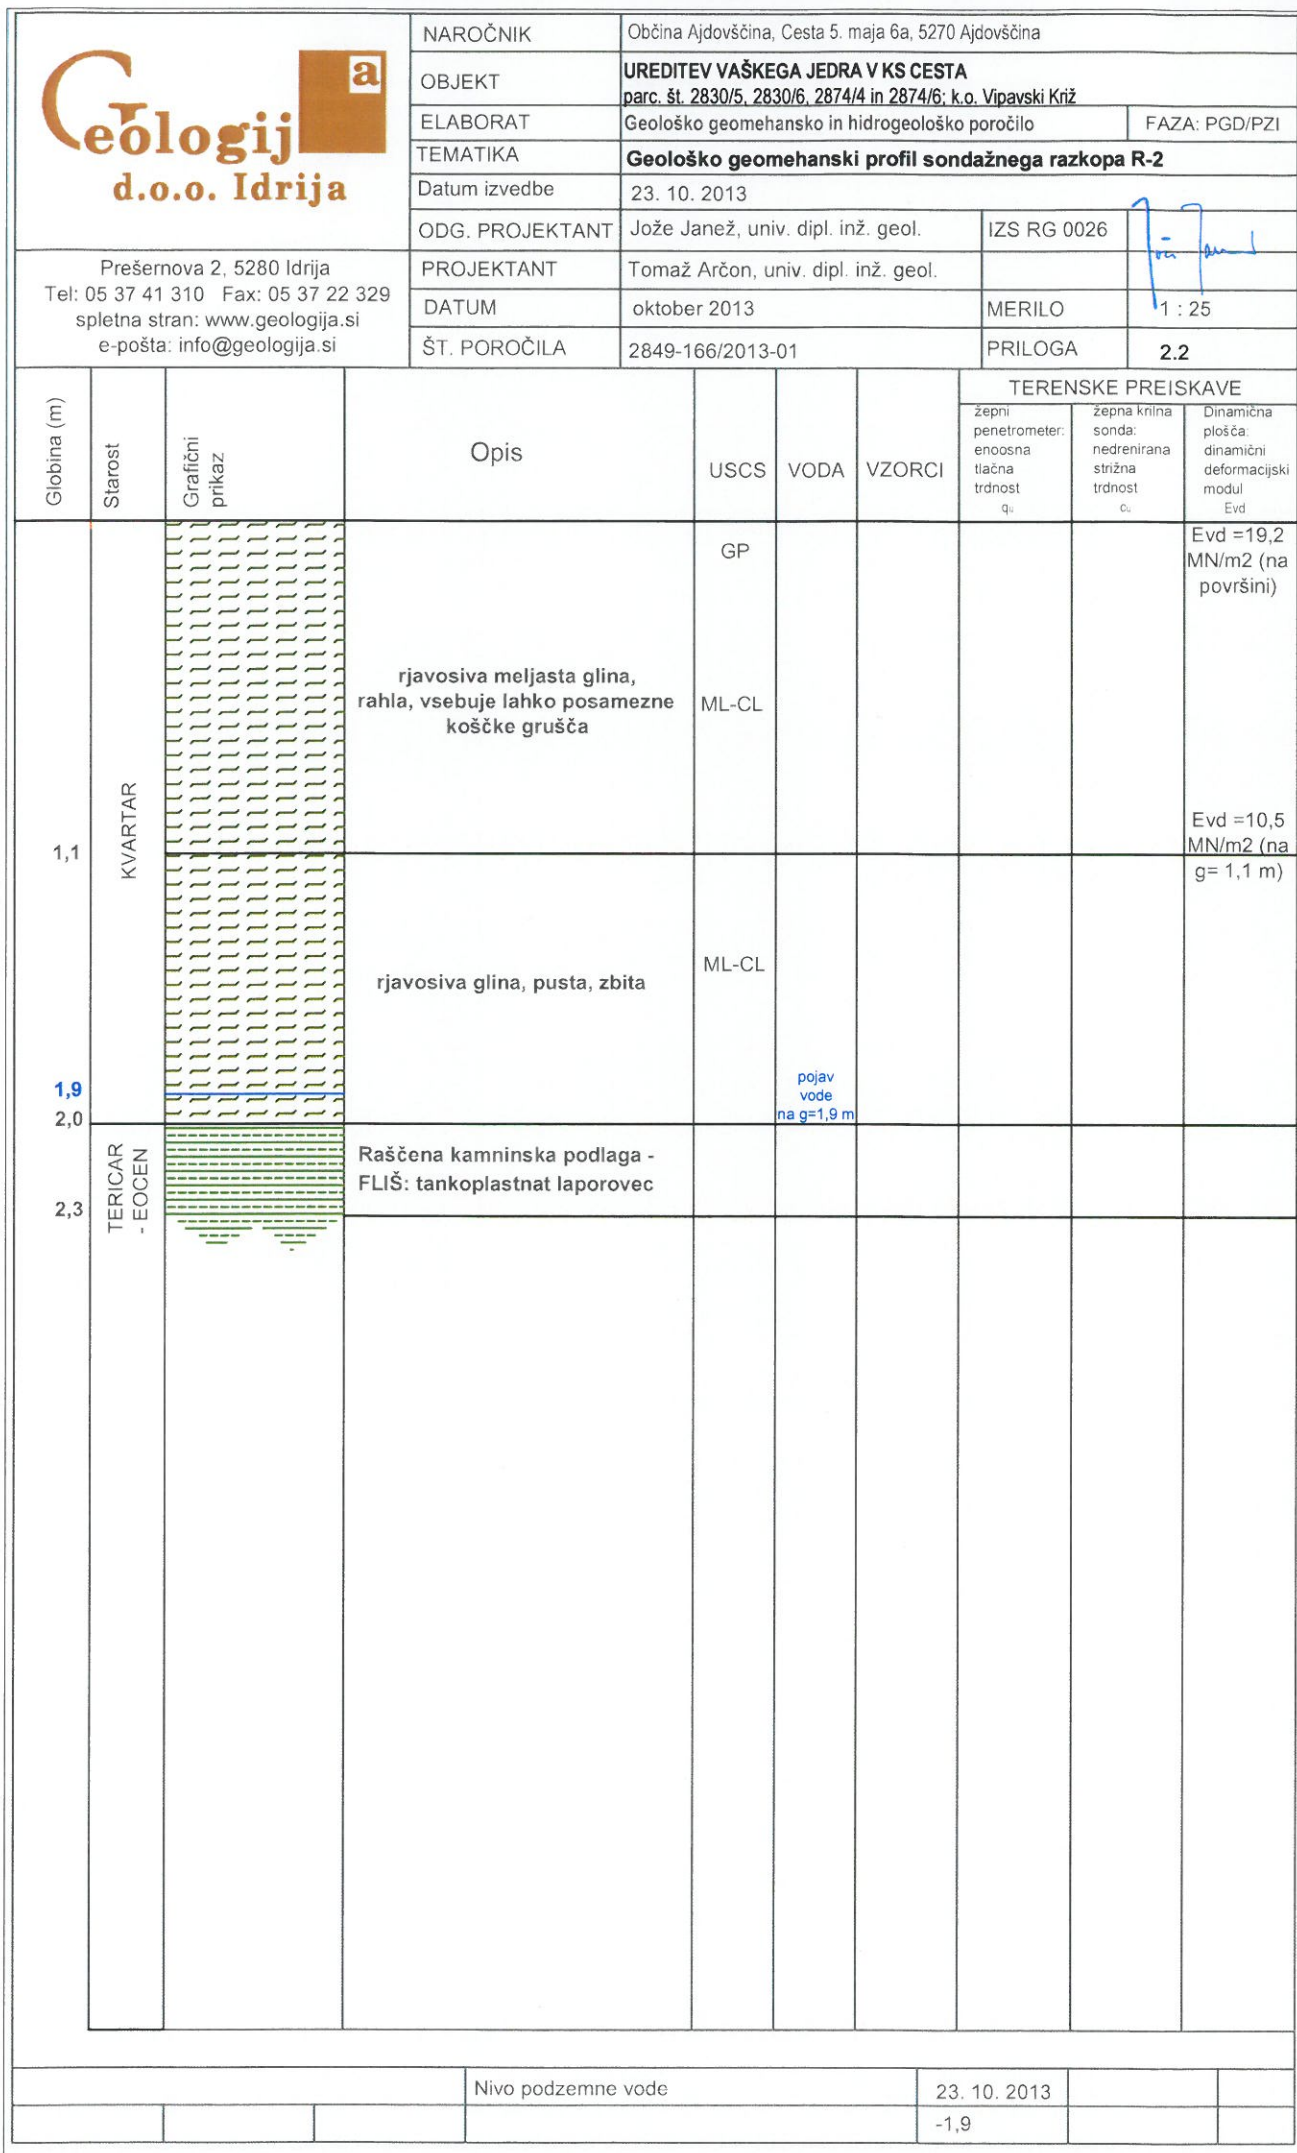 Geologija
a
d.o.o. Idrija
Prešernova 2, 5280 Idrija
Tel: 05 37 41 310 Fax: 05 37 22 329
spletna stran: www.geologija.si
e-pošta: info@geologija.si
NAROČNIK Občina Ajdovščina, Cesta 5. maja 6a, 5270 Ajdovščina
OBJEKT UREDITEV VAŠKEGA JEDRA V KS CESTA
parc. št. 2830/5, 2830/6, 2874/4 in 2874/6; k.o. Vipavski Križ
ELABORAT Geološko geomehansko in hidrogeološko poročilo FAZA: PGD/PZI
TEMATIKA Geološko geomehanski profil sondažnega razkopa R-2
Datum izvedbe 23. 10. 2013
ODG. PROJEKTANT Jože Janež, univ. dipl. inž. geol. IZS RG 0026
PROJEKTANT Tomaž Arčon, univ. dipl. inž. geol.
DATUM oktober 2013 MERILO 1 : 25
ŠT. POROČILA 2849-166/2013-01 PRILOGA 2.2
Globina (m)
Starost
Grafični
prikaz
Opis
USCS
VODA
VZORCI
TERENSKE PREISKAVE
žepni
penetrometer:
enoosna
tlačna
trdnost
qu
žepna krilna
sonda:
nedrenirana
strižna
trdnost
cu
Dinamična
plošča:
dinamični
deformacijski
modul
Evd
KVARTAR
rjavosiva meljasta glina,
rahla, vsebuje lahko posamezne
koščke grušča
GP
ML-CL
Evd =19,2
MN/m2 (na
površini)
1,1
Evd =10,5
MN/m2 (na
g= 1,1 m)
rjavosiva glina, pusta, zbita
ML-CL
1,9
pojav
vode
na g=1,9 m
2,0
TERICAR
- EOCEN
Raščena kamninska podlaga -
FLIŠ: tankoplastnat laporovec
2,3
Nivo podzemne vode 23. 10. 2013
-1,9